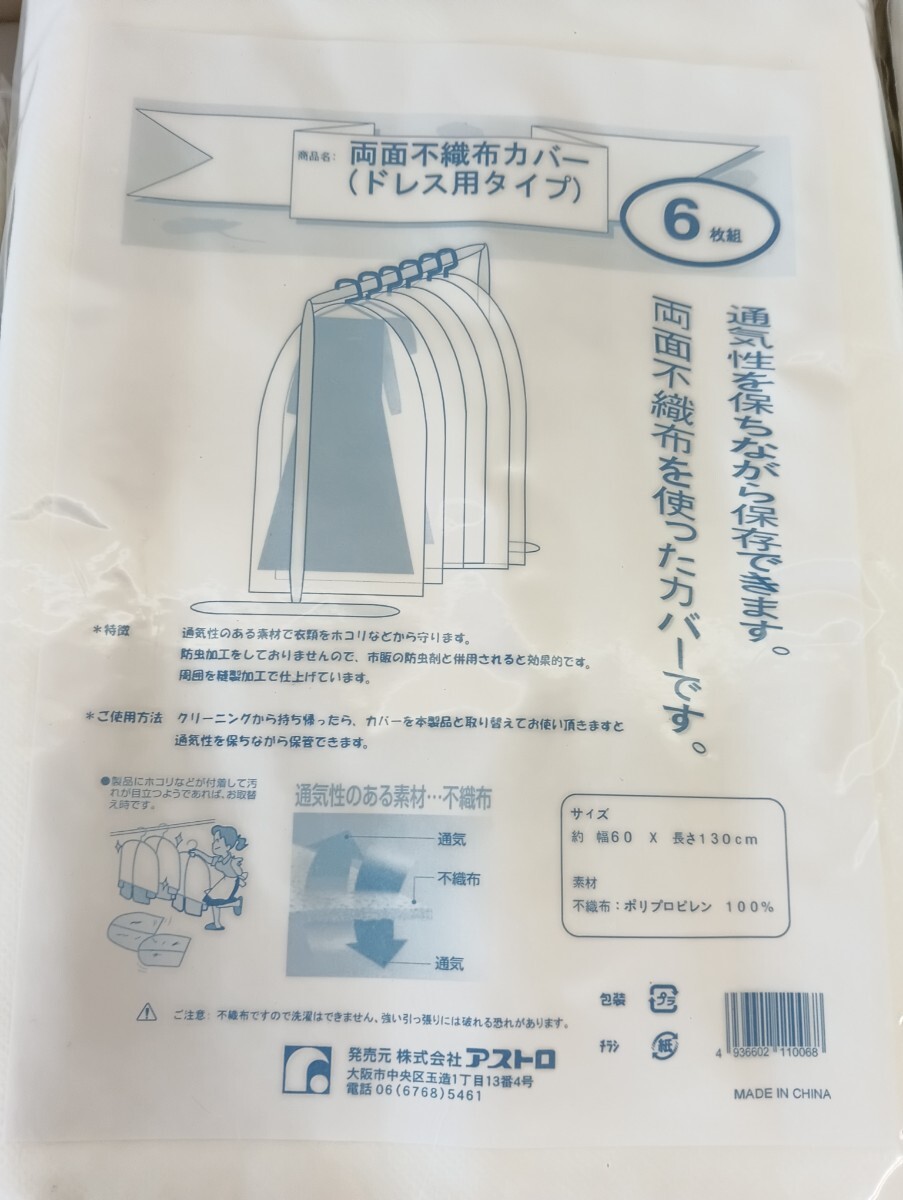 商品名: 両面不織布カバー
(ドレス用タイプ)
6枚組
通気性を保ちながら保存できます。
両面不織布を使ったカバーです。
＊特徴 通気性のある素材で衣類をホコリなどから守ります。
防虫加工をしておりませんので、市販の防虫剤と併用されると効果的です。
周囲を縫製加工で仕上げています。
＊ご使用方法 クリーニングから持ち帰ったら、カバーを本製品と取り替えてお使い頂きますと
通気性を保ちながら保管できます。
●製品にホコリなどが付着して汚
れが目立つようであれば、お取替
え時です。
通気性のある素材…不織布
通気
不織布
通気
サイズ
約 幅60 X 長さ130cm
素材
不織布：ポリプロピレン 100%
ご注意: 不織布ですので洗濯はできません、強い引っ張りには破れる恐れがあります。
包装 プラ
ﾁﾗｼ 紙
発売元 株式会社アストロ
大阪市中央区玉造1丁目13番4号
電話 06(6768)5461
4 936602 110068
MADE IN CHINA